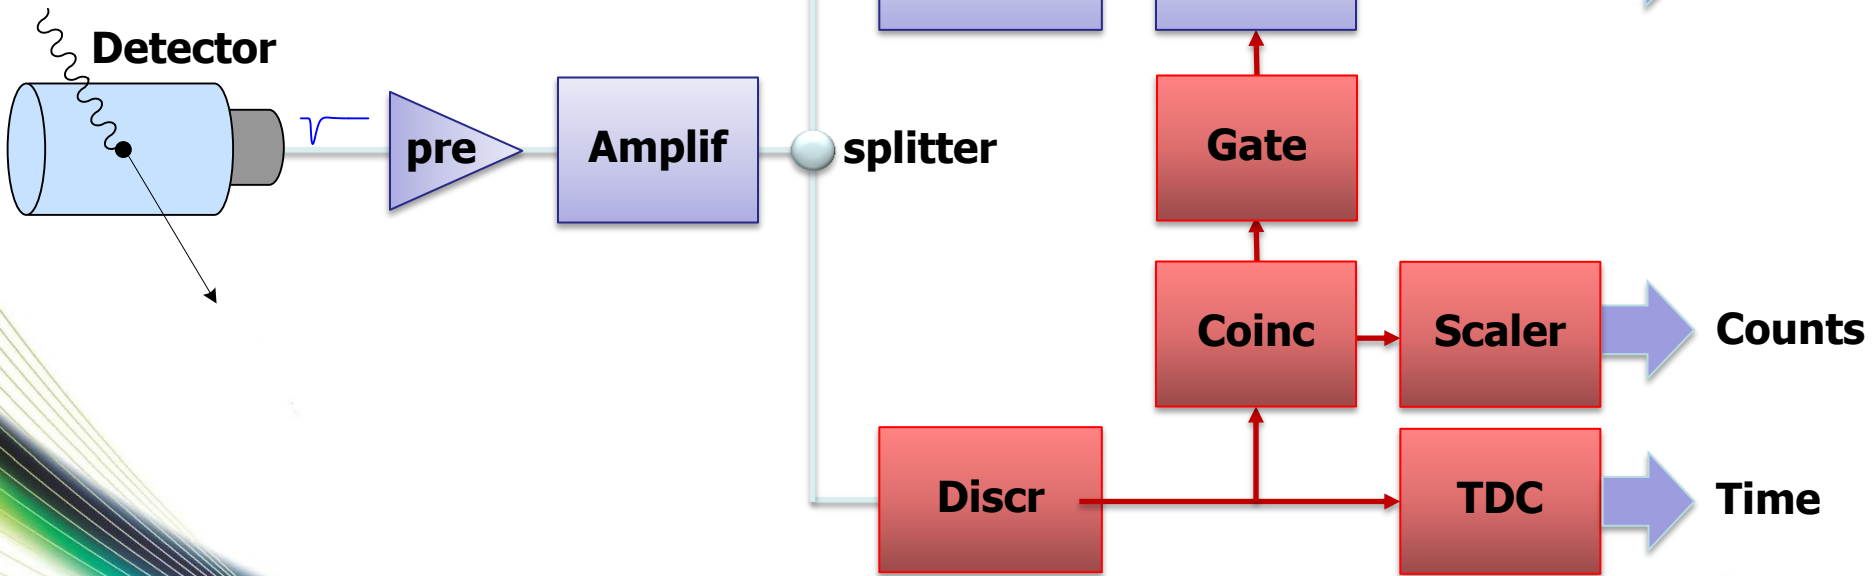 Detector
pre
Amplif
splitter
Gate
Coinc
Scaler
Counts
Discr
TDC
Time